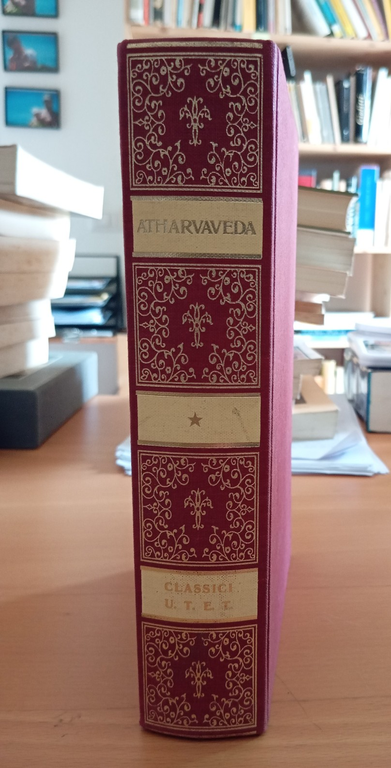 ATHARVAVEDA
★
CLASSICI
U. T. E. T.